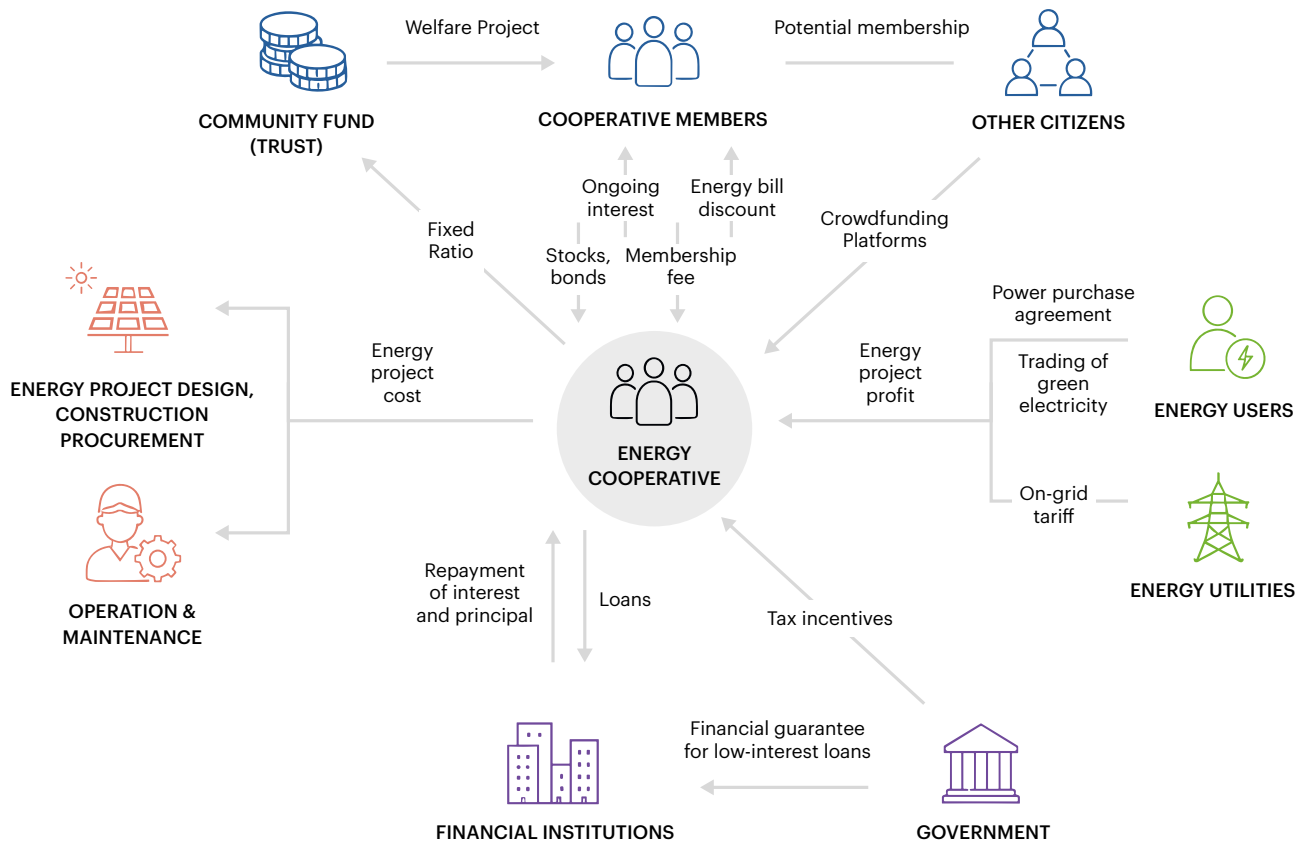 Welfare Project
Potential membership
COMMUNITY FUND
(TRUST)
COOPERATIVE MEMBERS
OTHER CITIZENS
Ongoing
interest
Energy bill
discount
Fixed
Ratio
Stocks,
bonds
Membership
fee
Crowdfunding
Platforms
Power purchase
agreement
Energy
project
cost
Energy
project
profit
Trading of
green
electricity
ENERGY PROJECT DESIGN,
CONSTRUCTION
PROCUREMENT
ENERGY USERS
ENERGY
COOPERATIVE
On-grid
tariff
OPERATION &
MAINTENANCE
Repayment
of interest
and principal
Loans
Tax incentives
ENERGY UTILITIES
Financial guarantee
for low-interest loans
FINANCIAL INSTITUTIONS
GOVERNMENT